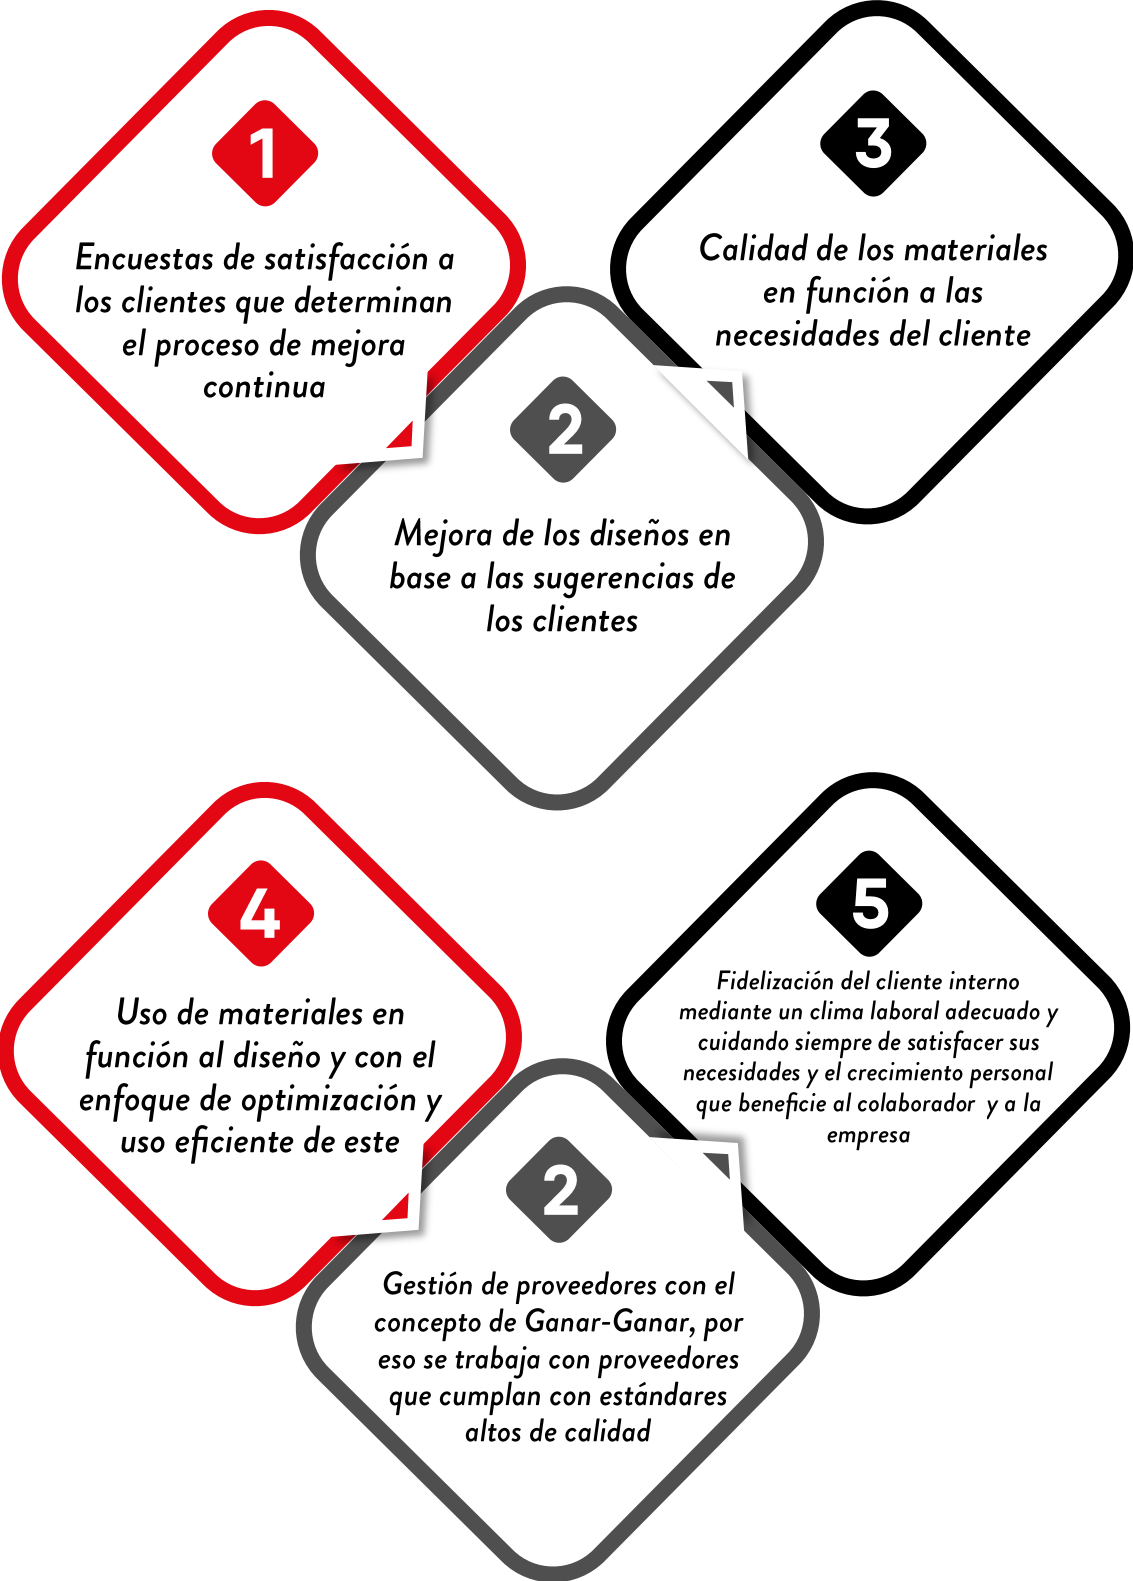 1
Encuestas de satisfacción a
los clientes que determinan
el proceso de mejora
continua
2
Mejora de los diseños en
base a las sugerencias de
los clientes
3
Calidad de los materiales
en función a las
necesidades del cliente
4
Uso de materiales en
función al diseño y con el
enfoque de optimización y
uso eficiente de este
2
Gestión de proveedores con el
concepto de Ganar-Ganar, por
eso se trabaja con proveedores
que cumplan con estándares
altos de calidad
5
Fidelización del cliente interno
mediante un clima laboral adecuado y
cuidando siempre de satisfacer sus
necesidades y el crecimiento personal
que beneficie al colaborador y a la
empresa